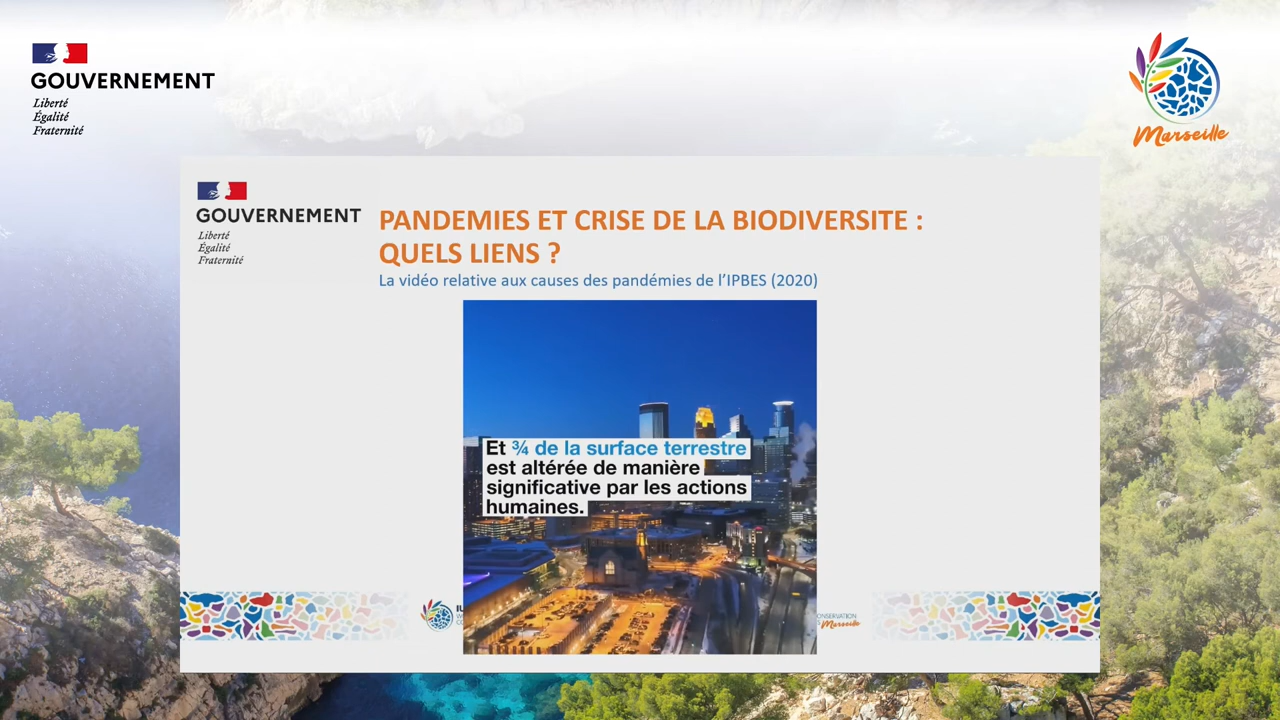 GOUVERNEMENT
Liberté
Égalité
Fraternité
Marseille
GOUVERNEMENT
Liberté
Égalité
Fraternité
PANDEMIES ET CRISE DE LA BIODIVERSITE :
QUELS LIENS ?
La vidéo relative aux causes des pandémies de l’IPBES (2020)
Et ¾ de la surface terrestre
est altérée de manière
significative par les actions
humaines.
Marseille